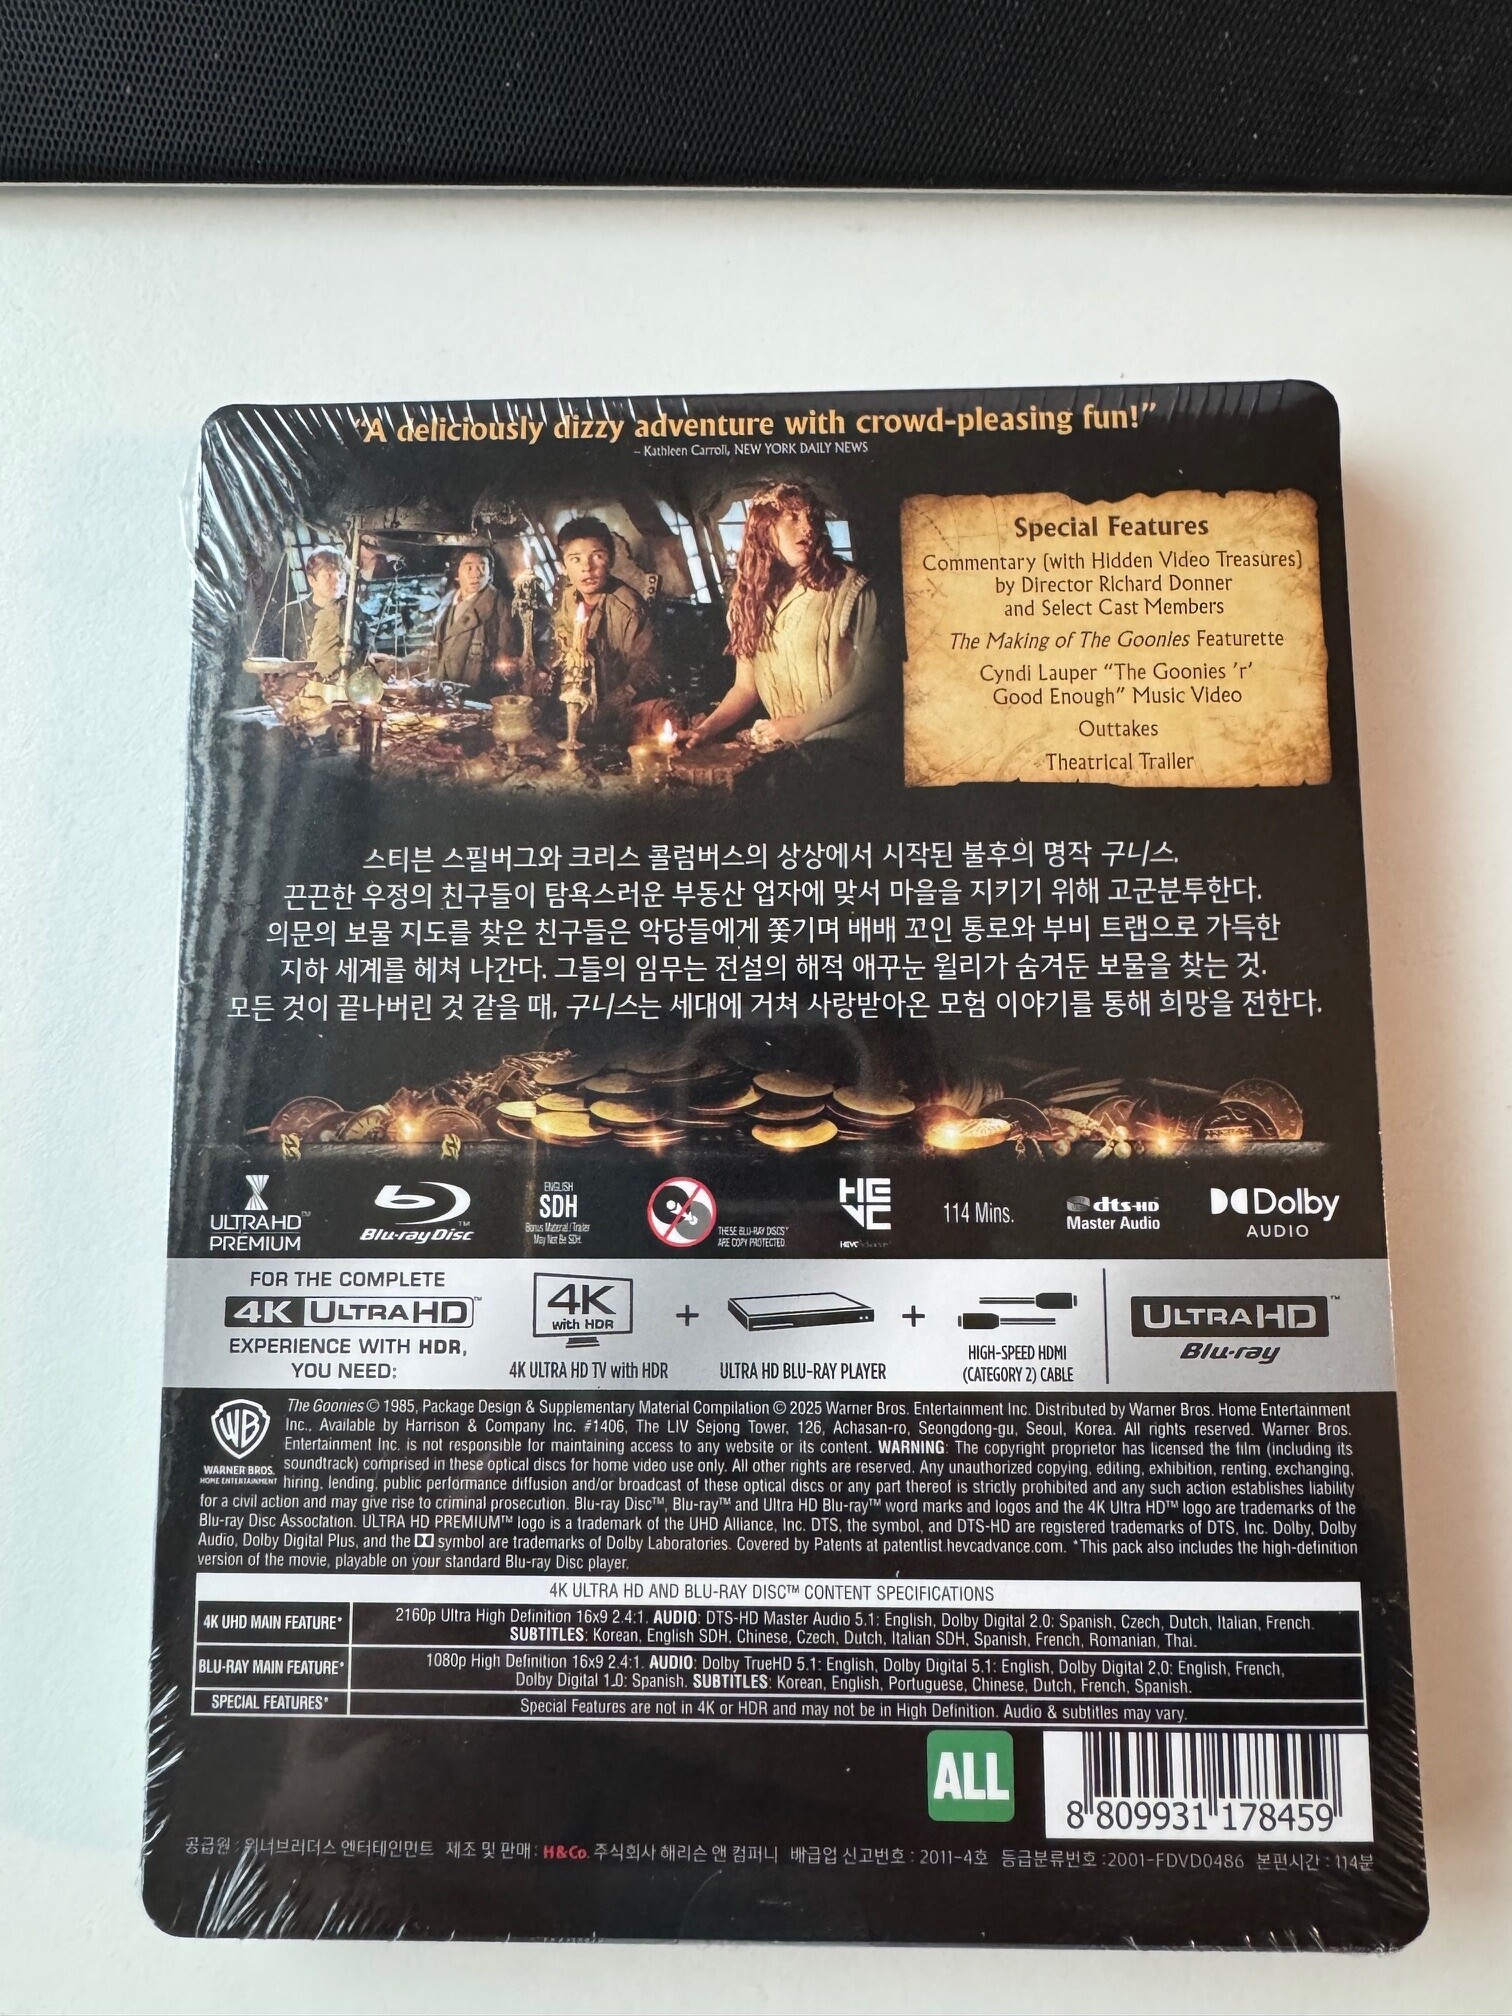 "A deliciously dizzy adventure with crowd-pleasing fun!"
– Kathleen Carroll, NEW YORK DAILY NEWS
Special Features
Commentary (with Hidden Video Treasures)
by Director Richard Donner
and Select Cast Members
The Making of The Goonies Featurette
Cyndi Lauper "The Goonies 'r'
Good Enough" Music Video
Outtakes
Theatrical Trailer
스티븐 스필버그와 크리스 콜럼버스의 상상에서 시작된 불후의 명작 구니스.
끈끈한 우정의 친구들이 탐욕스러운 부동산 업자에 맞서 마을을 지키기 위해 고군분투한다.
의문의 보물 지도를 찾은 친구들은 악당들에게 쫓기며 배배 꼬인 통로와 부비 트랩으로 가득한
지하 세계를 헤쳐 나간다. 그들의 임무는 전설의 해적 애꾸눈 윌리가 숨겨둔 보물을 찾는 것.
모든 것이 끝나버린 것 같을 때, 구니스는 세대에 거쳐 사랑받아온 모험 이야기를 통해 희망을 전한다.
ULTRA HD™
PREMIUM
Blu-ray Disc™
ENGLISH
SDH
Bonus Material/Trailer
May Not Be SDH.
THESE BLU-RAY DISCS
ARE COPY PROTECTED.
HEVC
114 Mins.
dts-HD
Master Audio
Dolby
AUDIO
FOR THE COMPLETE
4K ULTRA HD™
EXPERIENCE WITH HDR,
YOU NEED:
4K
with HDR
4K ULTRA HD TV with HDR
+
ULTRA HD BLU-RAY PLAYER
+
HIGH-SPEED HDMI
(CATEGORY 2) CABLE
ULTRA HD™
Blu-ray
WB
WARNER BROS.
HOME ENTERTAINMENT
The Goonies © 1985, Package Design & Supplementary Material Compilation © 2025 Warner Bros. Entertainment Inc. Distributed by Warner Bros. Home Entertainment
Inc., Available by Harrison & Company Inc. #1406, The LIV Sejong Tower, 126, Achasan-ro, Seongdong-gu, Seoul, Korea. All rights reserved. Warner Bros.
Entertainment Inc. is not responsible for maintaining access to any website or its content. WARNING: The copyright proprietor has licensed the film (including its
soundtrack) comprised in these optical discs for home video use only. All other rights are reserved. Any unauthorized copying, editing, exhibition, renting, exchanging,
hiring, lending, public performance diffusion and/or broadcast of these optical discs or any part thereof is strictly prohibited and any such action establishes liability
for a civil action and may give rise to criminal prosecution. Blu-ray Disc™, Blu-ray™ and Ultra HD Blu-ray™ word marks and logos and the 4K Ultra HD™ logo are trademarks of the
Blu-ray Disc Association. ULTRA HD PREMIUM™ logo is a trademark of the UHD Alliance, Inc. DTS, the symbol, and DTS-HD are registered trademarks of DTS, Inc. Dolby, Dolby
Audio, Dolby Digital Plus, and the symbol are trademarks of Dolby Laboratories. Covered by Patents at patentlist.hevcadvance.com. *This pack also includes the high-definition
version of the movie, playable on your standard Blu-ray Disc player.
4K ULTRA HD AND BLU-RAY DISC™ CONTENT SPECIFICATIONS
4K UHD MAIN FEATURE*
2160p Ultra High Definition 16x9 2.4:1. AUDIO: DTS-HD Master Audio 5.1: English, Dolby Digital 2.0: Spanish, Czech, Dutch, Italian, French.
SUBTITLES: Korean, English SDH, Chinese, Czech, Dutch, Italian SDH, Spanish, French, Romanian, Thai.
BLU-RAY MAIN FEATURE*
1080p High Definition 16x9 2.4:1. AUDIO: Dolby TrueHD 5.1: English, Dolby Digital 5.1: English, Dolby Digital 2.0: English, French,
Dolby Digital 1.0: Spanish. SUBTITLES: Korean, English, Portuguese, Chinese, Dutch, French, Spanish.
SPECIAL FEATURES*
Special Features are not in 4K or HDR and may not be in High Definition. Audio & subtitles may vary.
ALL
8 809931 178459
공급원 : 워너브러더스 엔터테인먼트 제조 및 판매 : H&Co. 주식회사 해리슨 앤 컴퍼니 배급업 신고번호 : 2011-4호 등급분류번호 :2001-FDVD0486 본편시간 : 114분